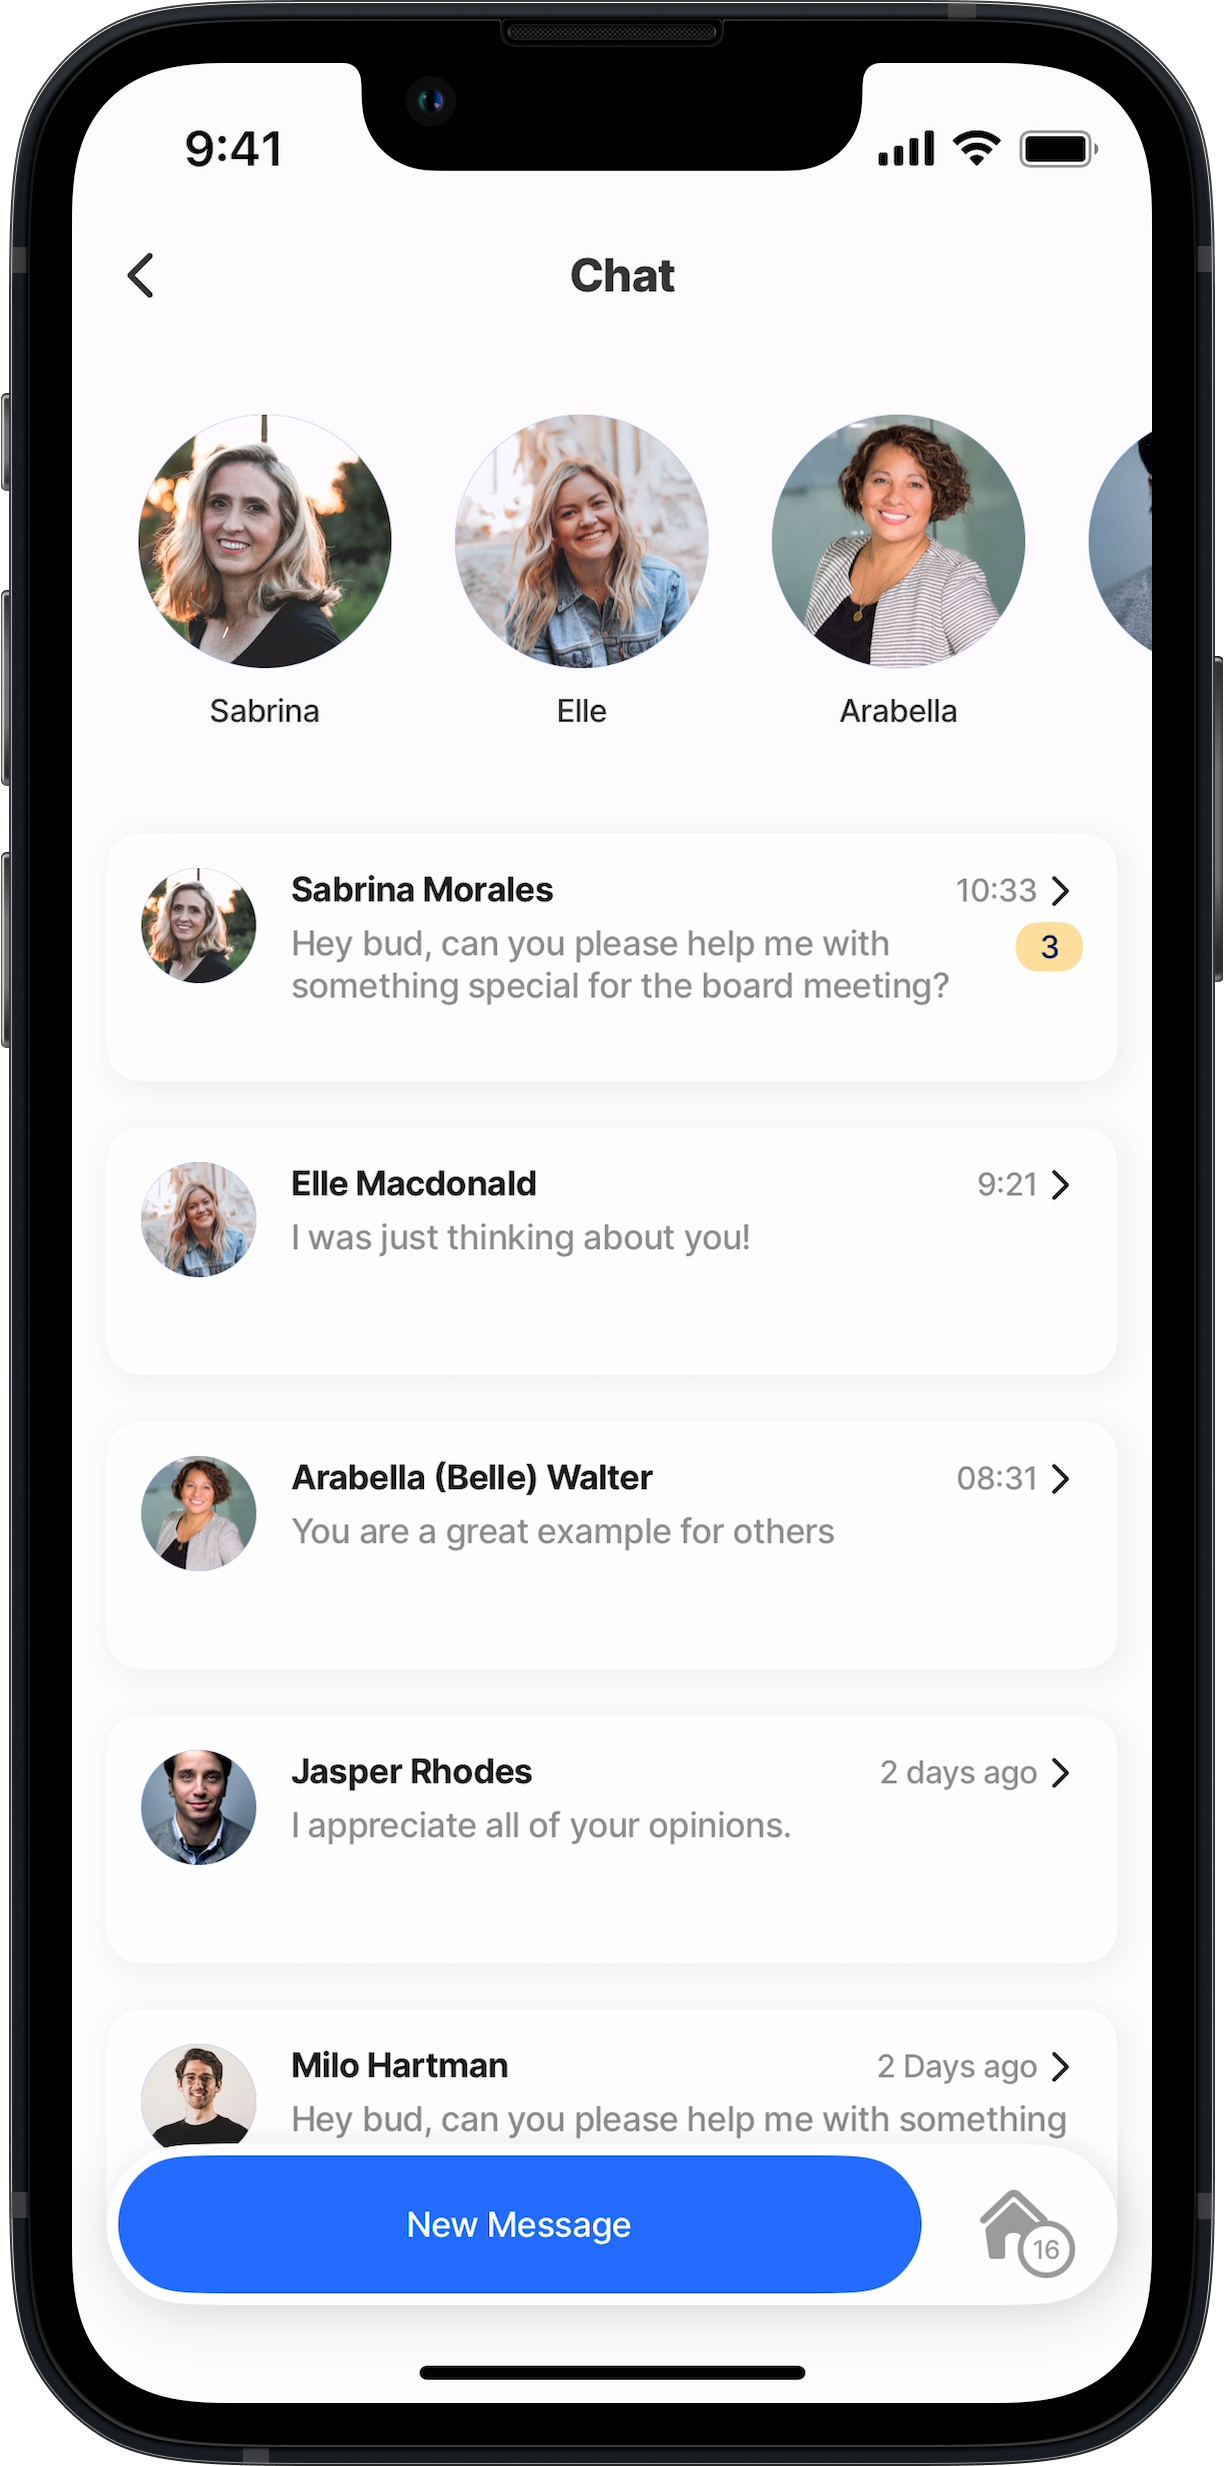 9:41
Chat
Sabrina
Elle
Arabella
Sabrina Morales
10:33
Hey bud, can you please help me with
something special for the board meeting?
3
Elle Macdonald
9:21
I was just thinking about you!
Arabella (Belle) Walter
08:31
You are a great example for others
Jasper Rhodes
2 days ago
I appreciate all of your opinions.
Milo Hartman
2 Days ago
Hey bud, can you please help me with something
New Message
16